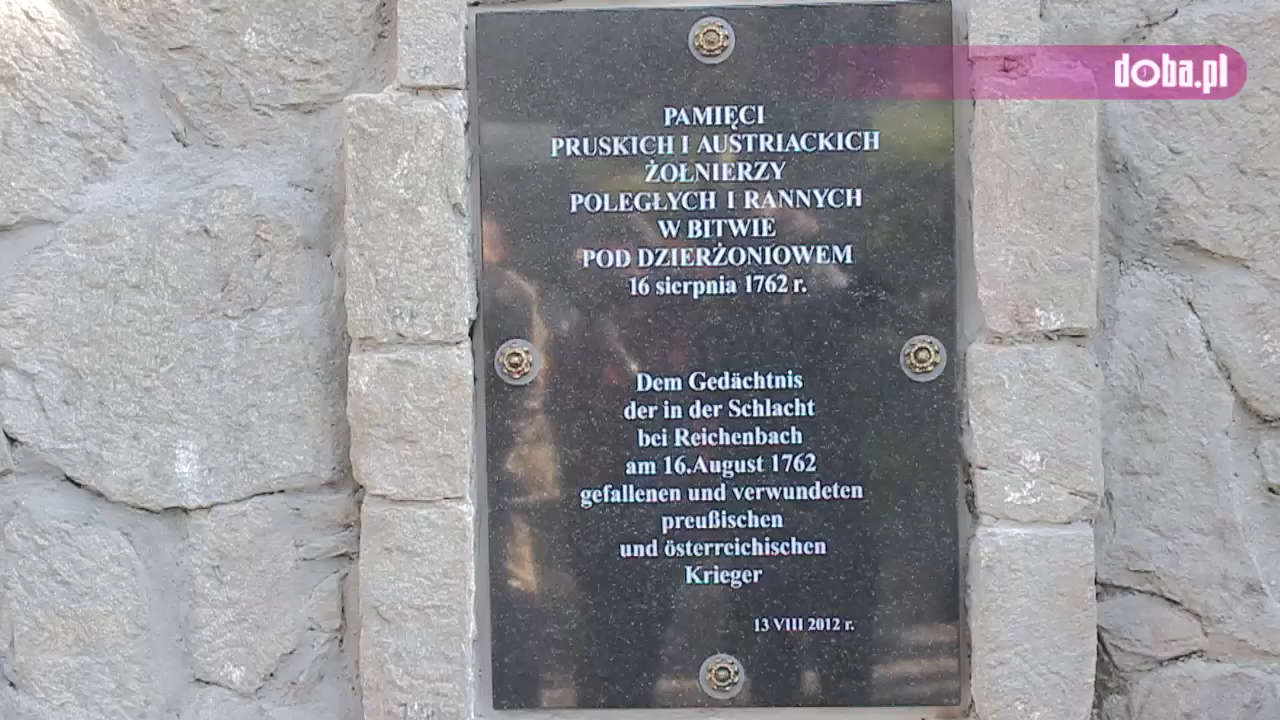 doba.pl
PAMIĘCI
PRUSKICH I AUSTRIACKICH
ŻOŁNIERZY
POLEGŁYCH I RANNYCH
W BITWIE
POD DZIERŻONIOWEM
16 sierpnia 1762 r.
Dem Gedächtnis
der in der Schlacht
bei Reichenbach
am 16.August 1762
gefallenen und verwundeten
preußischen
und österreichischen
Krieger
13 VIII 2012 r.